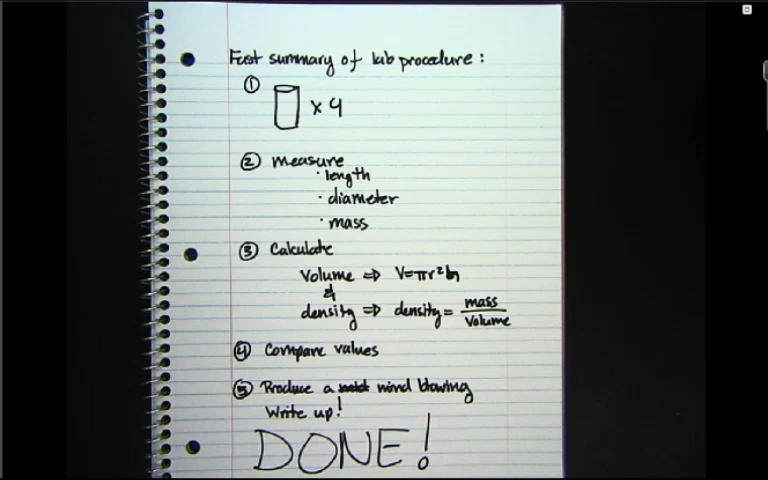 Fast summary of lab procedure:
① x 4
② measure
· length
· diameter
· mass
③ Calculate
volume ⇒ V=πr²h
&
density ⇒ density = mass/volume
④ Compare values
⑤ Produce a mind blowing
Write up!
DONE!